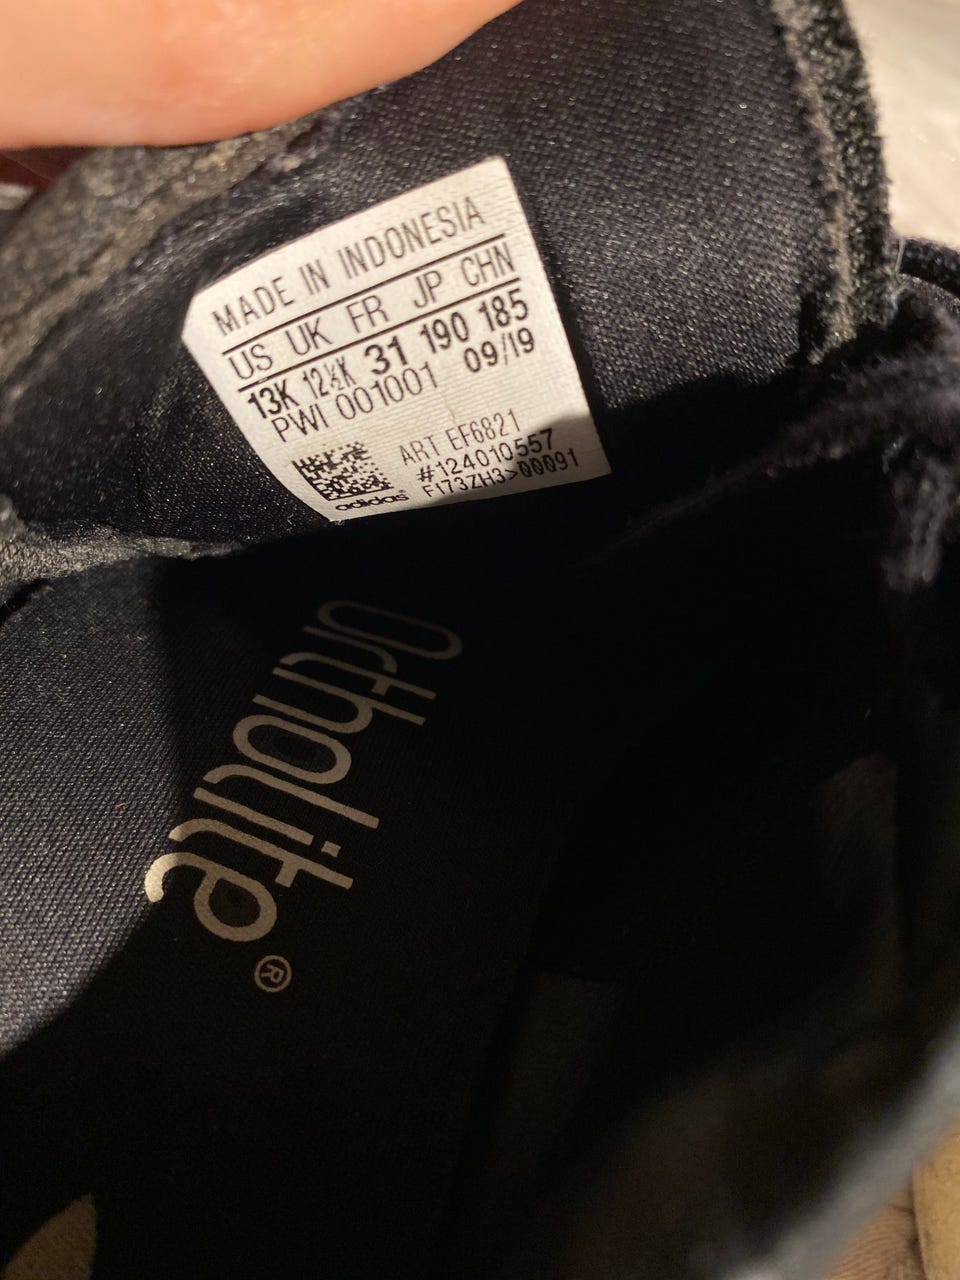 MADE IN INDONESIA
US UK FR JP CHN
13K 12½K 31 190 185
PWI 001001 09/19
ART EF6821
#124010557
F173ZH3>00091
adidas
ortholite®